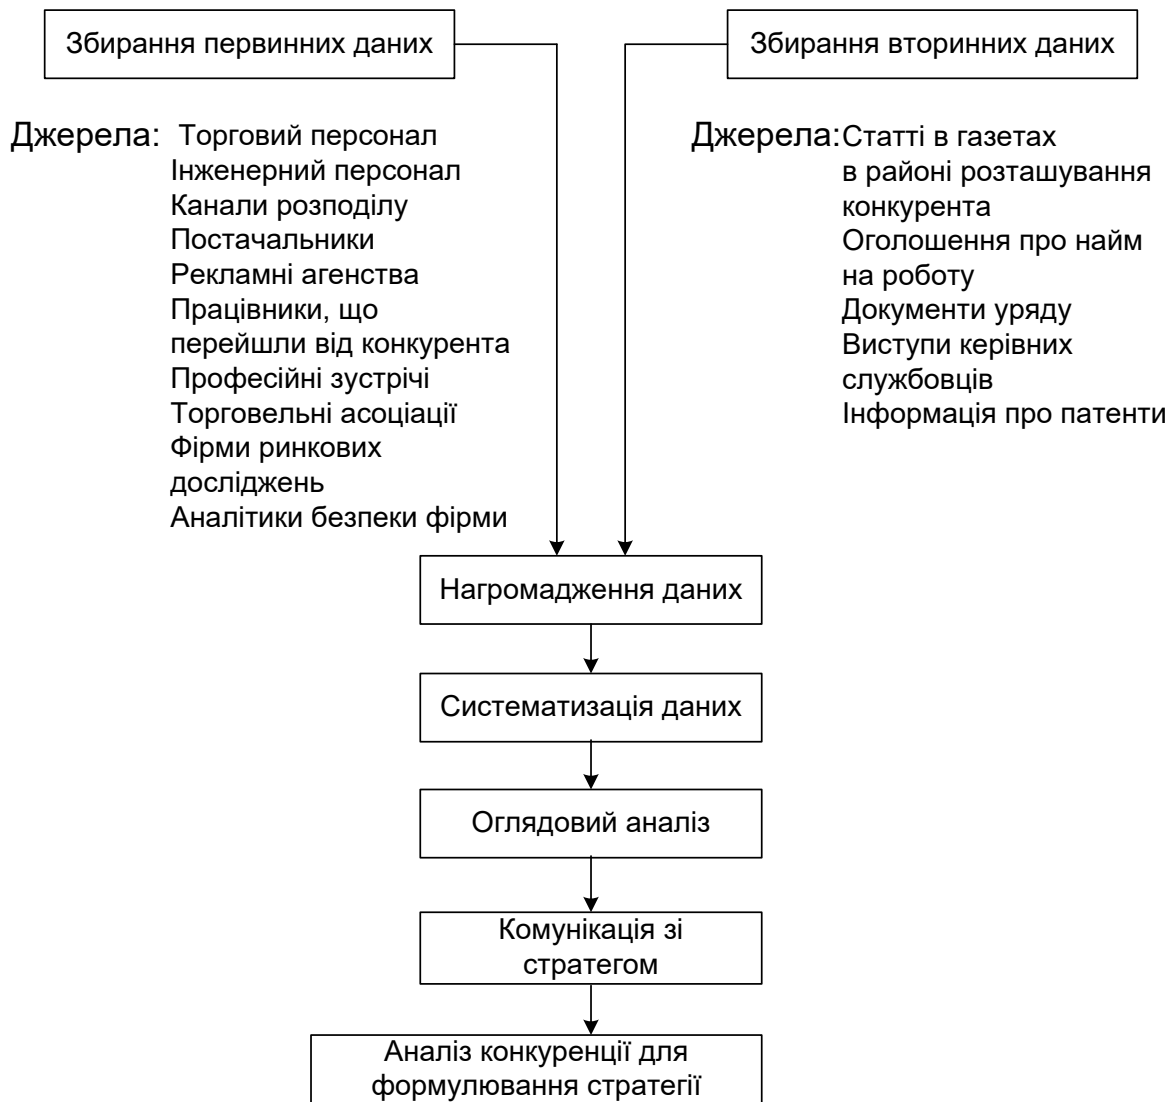 Збирання первинних даних
Збирання вторинних даних
Джерела: Торговий персонал
Інженерний персонал
Канали розподілу
Постачальники
Рекламні агенства
Працівники, що
перейшли від конкурента
Професійні зустрічі
Торговельні асоціації
Фірми ринкових
досліджень
Аналітики безпеки фірми
Джерела: Статті в газетах
в районі розташування
конкурента
Оголошення про найм
на роботу
Документи уряду
Виступи керівних
службовців
Інформація про патенти
Нагромадження даних
Систематизація даних
Оглядовий аналіз
Комунікація зі
стратегом
Аналіз конкуренції для
формулювання стратегії